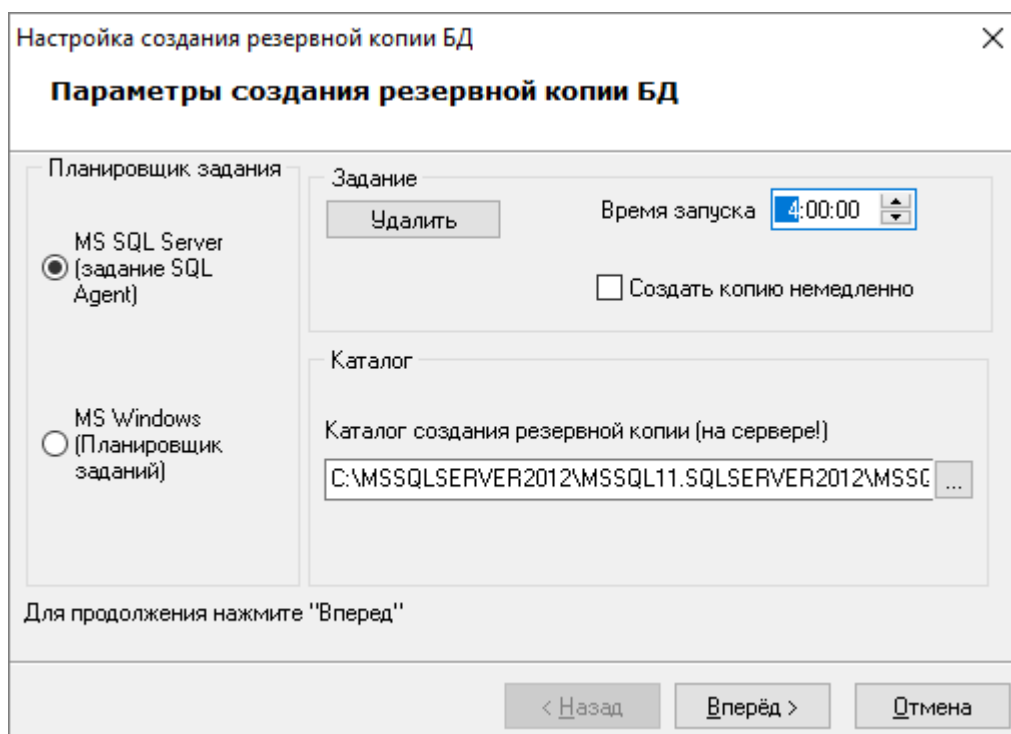 Настройка создания резервной копии БД
Параметры создания резервной копии БД
Планировщик задания
MS SQL Server
(задание SQL
Agent)
MS Windows
(Планировщик
заданий)
Задание
Удалить
Время запуска 4:00:00
Создать копию немедленно
Каталог
Каталог создания резервной копии (на сервере!)
C:\MSSQLSERVER2012\MSSQL11.SQLSERVER2012\MSSQ
...
Для продолжения нажмите "Вперед"
< Назад
Вперёд >
Отмена